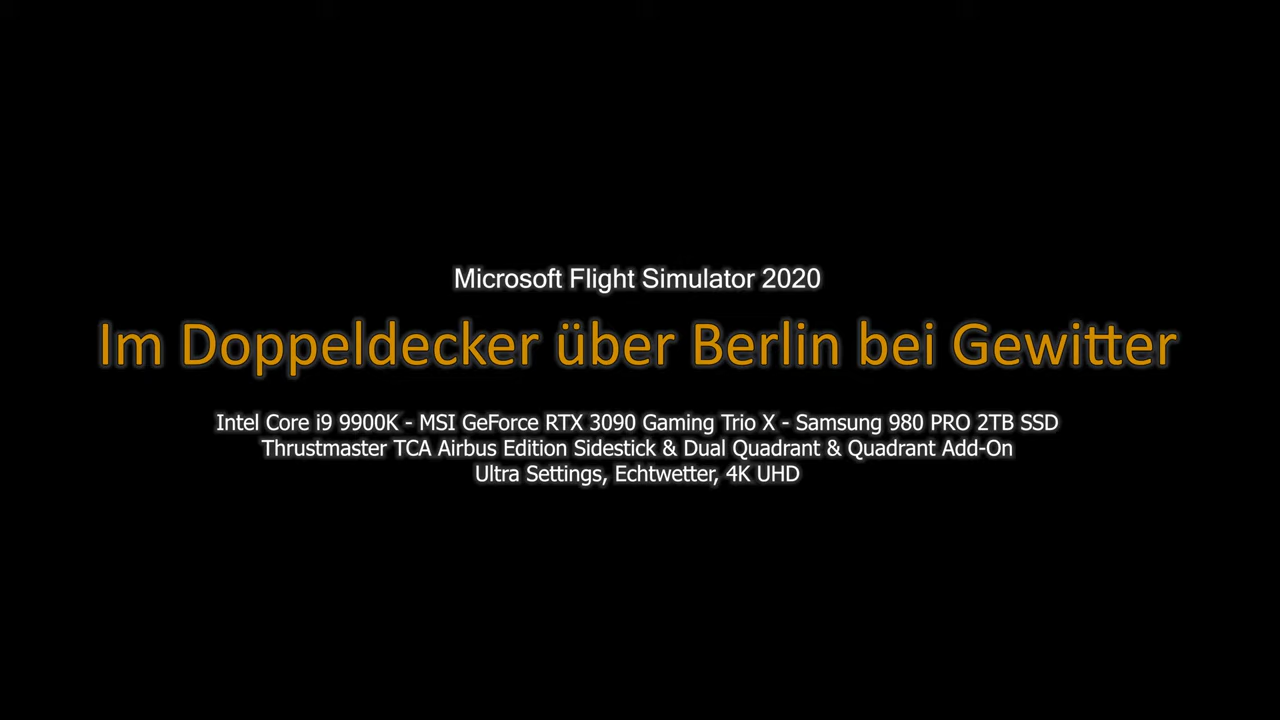 Microsoft Flight Simulator 2020
Im Doppeldecker über Berlin bei Gewitter
Intel Core i9 9900K - MSI GeForce RTX 3090 Gaming Trio X - Samsung 980 PRO 2TB SSD
Thrustmaster TCA Airbus Edition Sidestick & Dual Quadrant & Quadrant Add-On
Ultra Settings, Echtwetter, 4K UHD